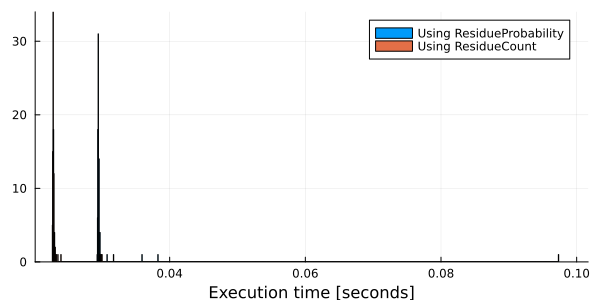 30
20
10
0
Using ResidueProbability
Using ResidueCount
0.04
0.06
0.08
0.10
Execution time [seconds]